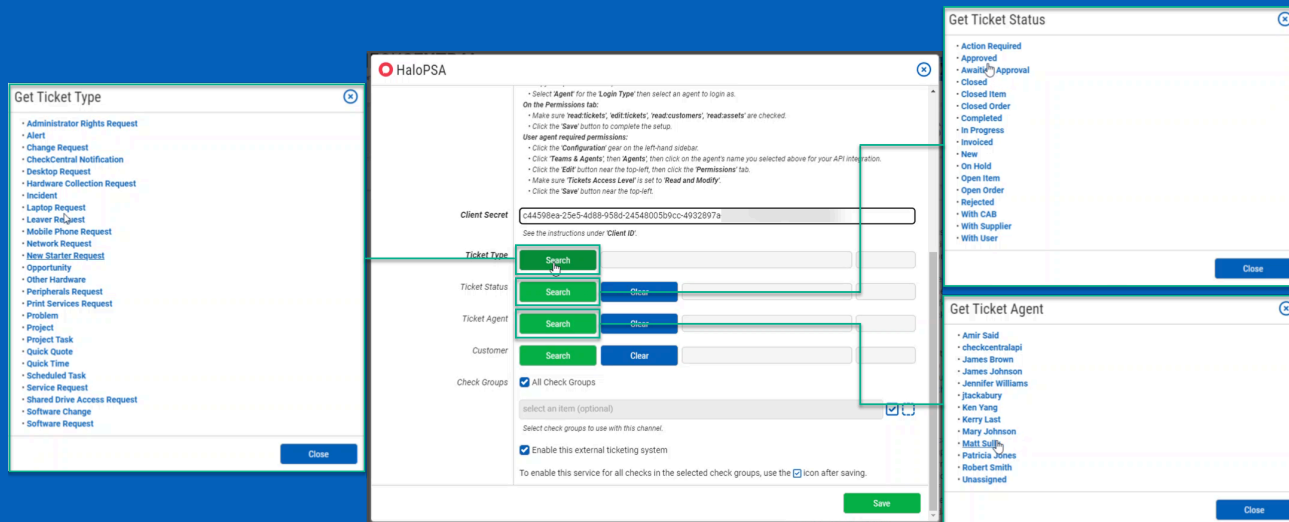 Get Ticket Type
• Administrator Rights Request
• Alert
• Change Request
• CheckCentral Notification
• Desktop Request
• Hardware Collection Request
• Incident
• Laptop Request
• Leaver Request
• Mobile Phone Request
• Network Request
• New Starter Request
• Opportunity
• Other Hardware
• Peripherals Request
• Print Services Request
• Problem
• Project
• Project Task
• Quick Quote
• Quick Time
• Scheduled Task
• Service Request
• Shared Drive Access Request
• Software Change
• Software Request
Close
HaloPSA
• Select 'Agent' for the 'Login Type' then select an agent to login as.
On the Permissions tab:
• Make sure 'read:tickets', 'edit:tickets', 'read:customers', 'read:assets' are checked.
• Click the 'Save' button to complete the setup.
User agent required permissions:
• Click the 'Configuration' gear on the left-hand sidebar.
• Click 'Teams & Agents', then 'Agents', then click on the agent's name you selected above for your API integration.
• Click the 'Edit' button near the top-left, then click the 'Permissions' tab.
• Make sure 'Tickets Access Level' is set to 'Read and Modify'.
• Click the 'Save' button near the top-left.
Client Secret c44598ea-25e5-4d88-958d-24548005b9cc-4932897a
See the instructions under 'Client ID'.
Ticket Type Search
Ticket Status Search Clear
Ticket Agent Search Clear
Customer Search Clear
Check Groups All Check Groups
select an item (optional)
Select check groups to use with this channel.
Enable this external ticketing system
To enable this service for all checks in the selected check groups, use the icon after saving.
Save
Get Ticket Status
• Action Required
• Approved
• Awaiting Approval
• Closed
• Closed Item
• Closed Order
• Completed
• In Progress
• Invoiced
• New
• On Hold
• Open Item
• Open Order
• Rejected
• With CAB
• With Supplier
• With User
Close
Get Ticket Agent
• Amir Said
• checkcentralapi
• James Brown
• James Johnson
• Jennifer Williams
• jtackabury
• Ken Yang
• Kerry Last
• Mary Johnson
• Matt
• Patricia Jones
• Robert Smith
• Unassigned
Close